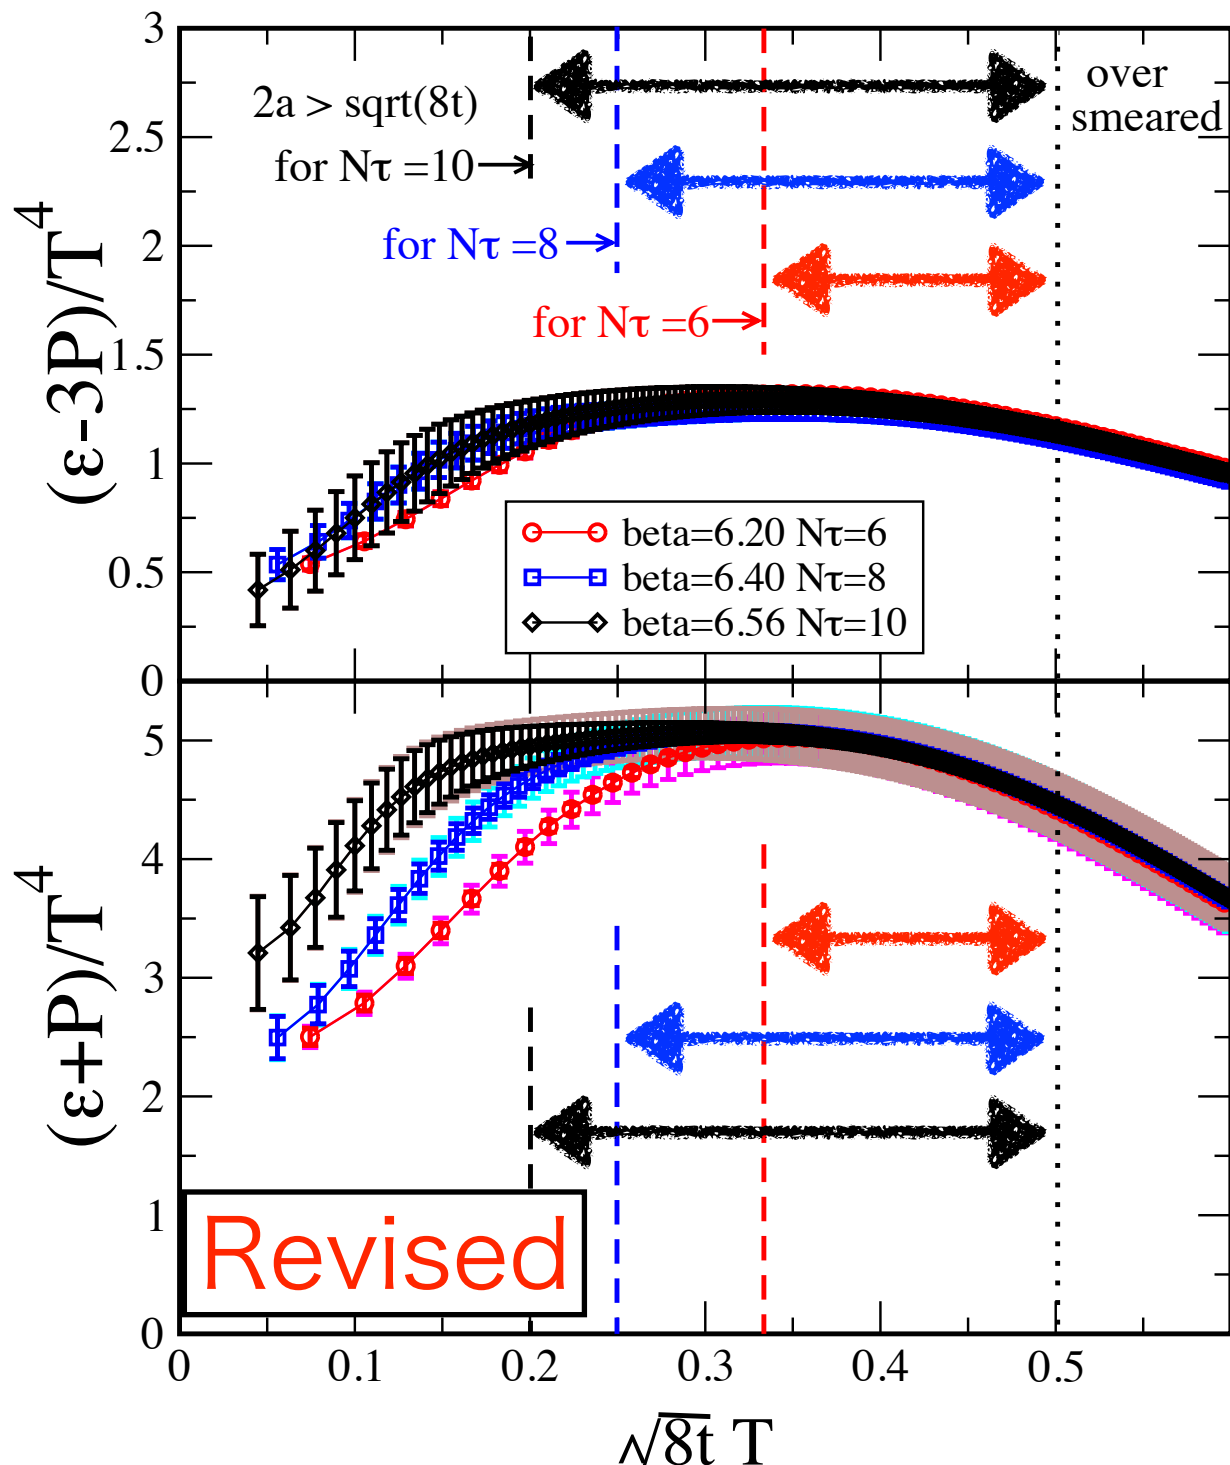 3
2.5
2
1.5
1
0.5
0
(ε-3P)/T^4
2a > sqrt(8t)
for Nτ =10
for Nτ =8
for Nτ =6
over
smeared
beta=6.20 Nτ=6
beta=6.40 Nτ=8
beta=6.56 Nτ=10
5
4
3
2
1
0
(ε+P)/T^4
Revised
0 0.1 0.2 0.3 0.4 0.5
√8t T